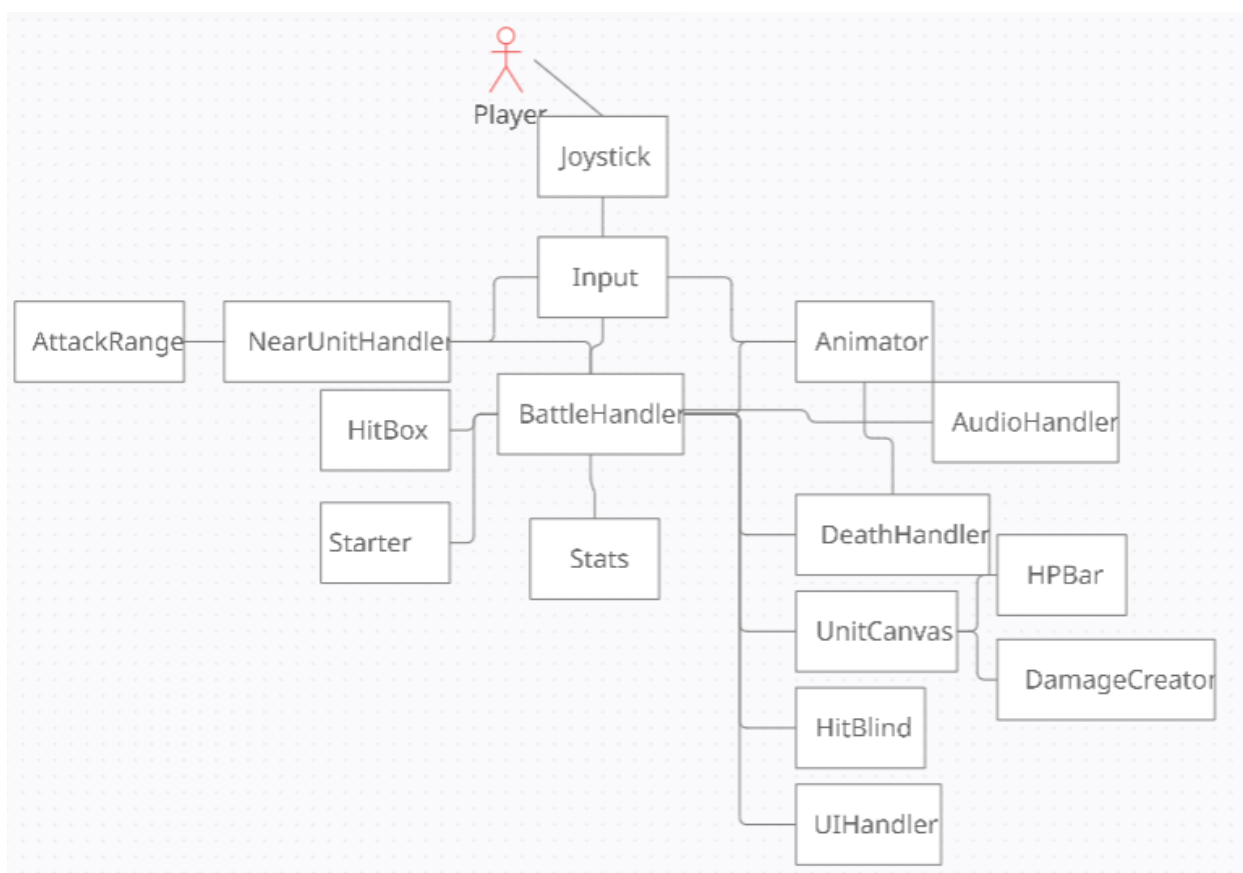 Player
Joystick
Input
AttackRange
NearUnitHandler
Animator
HitBox
BattleHandler
AudioHandler
Starter
Stats
DeathHandler
HPBar
UnitCanvas
DamageCreator
HitBlind
UIHandler